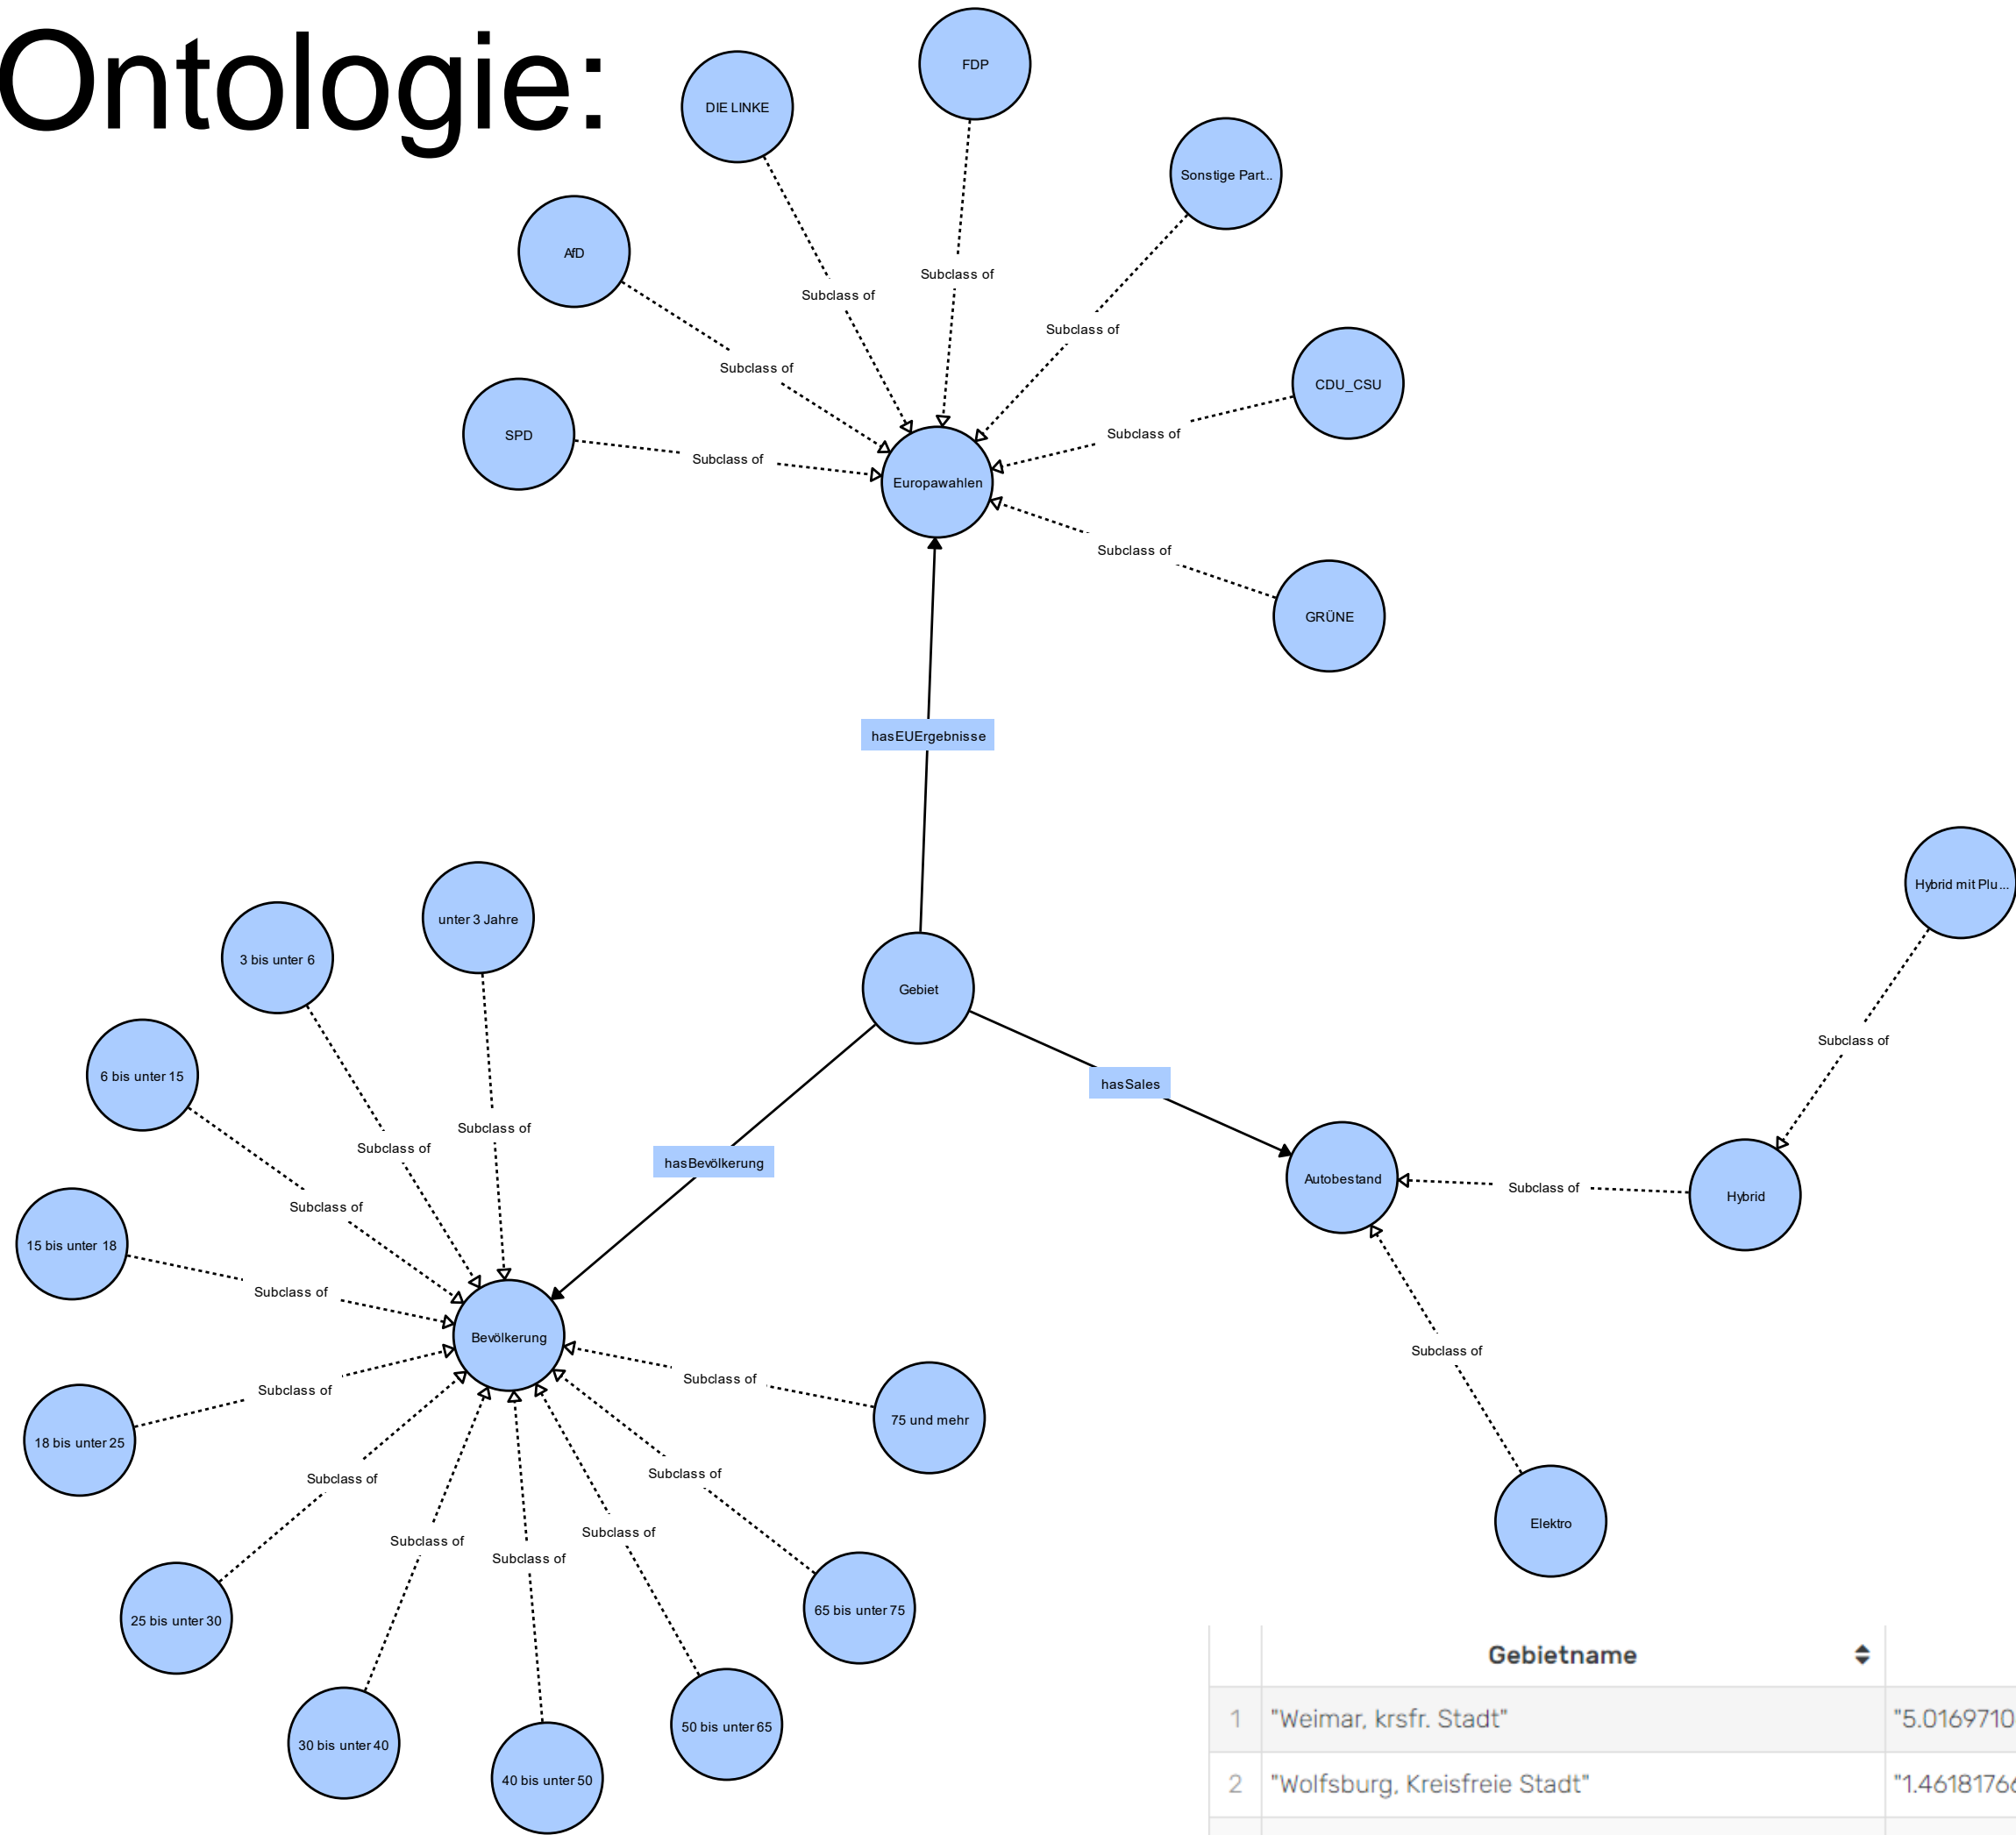 Ontologie:
FDP
DIE LINKE
Sonstige Part...
AfD
Subclass of
Subclass of
Subclass of
Subclass of
CDU_CSU
SPD
Subclass of
Subclass of
Europawahlen
Subclass of
GRÜNE
hasEUErgebnisse
Hybrid mit Plu...
unter 3 Jahre
3 bis unter 6
Gebiet
Subclass of
6 bis unter 15
hasSales
Subclass of
Subclass of
hasBevölkerung
Autobestand
Subclass of
Hybrid
Subclass of
15 bis unter 18
Subclass of
Bevölkerung
Subclass of
Subclass of
Subclass of
75 und mehr
18 bis unter 25
Subclass of
Subclass of
Elektro
Subclass of
Subclass of
Subclass of
65 bis unter 75
25 bis unter 30
50 bis unter 65
30 bis unter 40
40 bis unter 50
Gebietname
1 "Weimar, krsfr. Stadt" "5.0169710
2 "Wolfsburg, Kreisfreie Stadt" "1.4618176